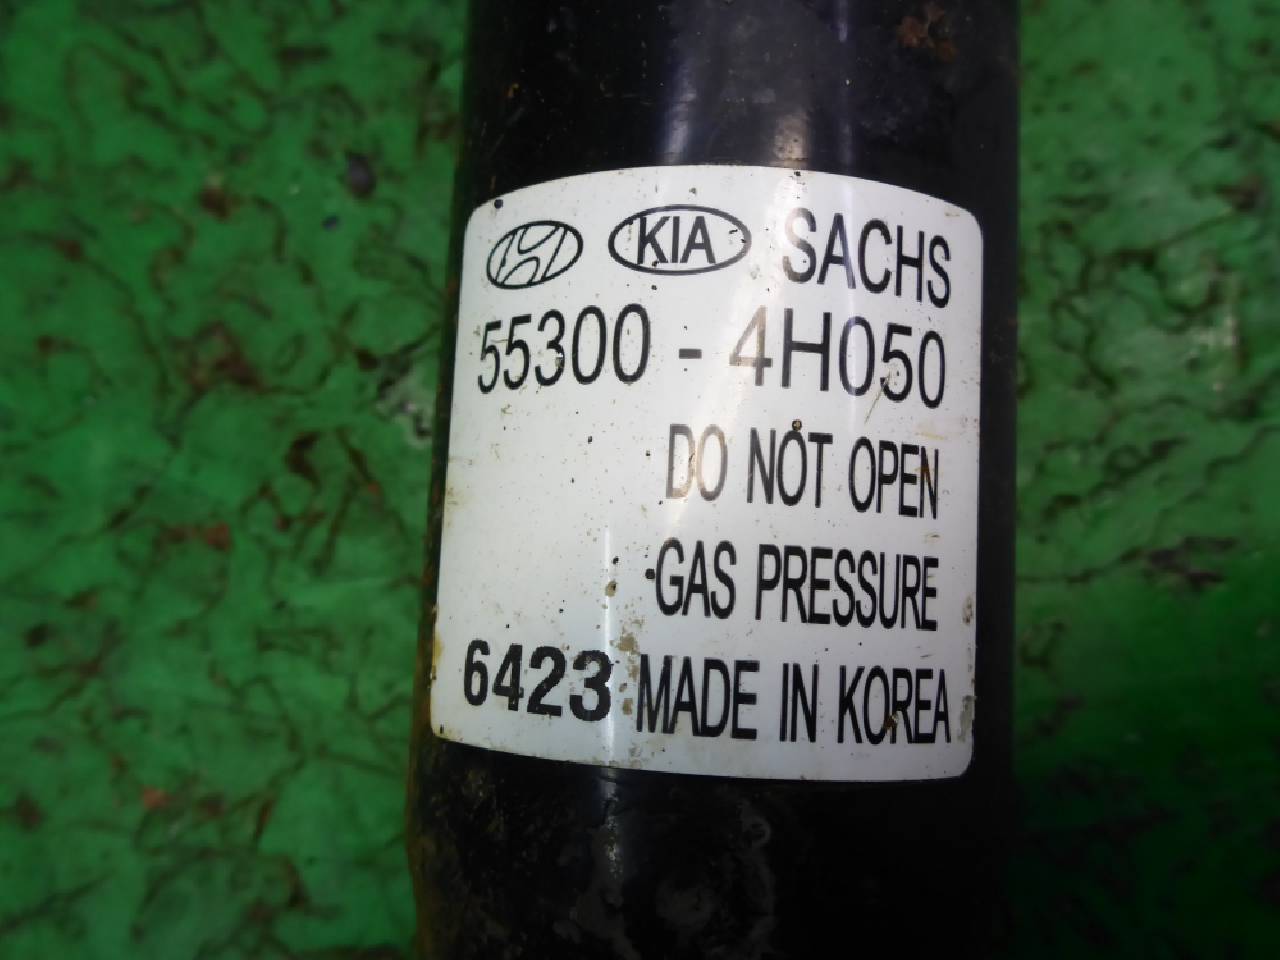 KIA SACHS
55300 - 4H050
DO NOT OPEN
GAS PRESSURE
6423 MADE IN KOREA